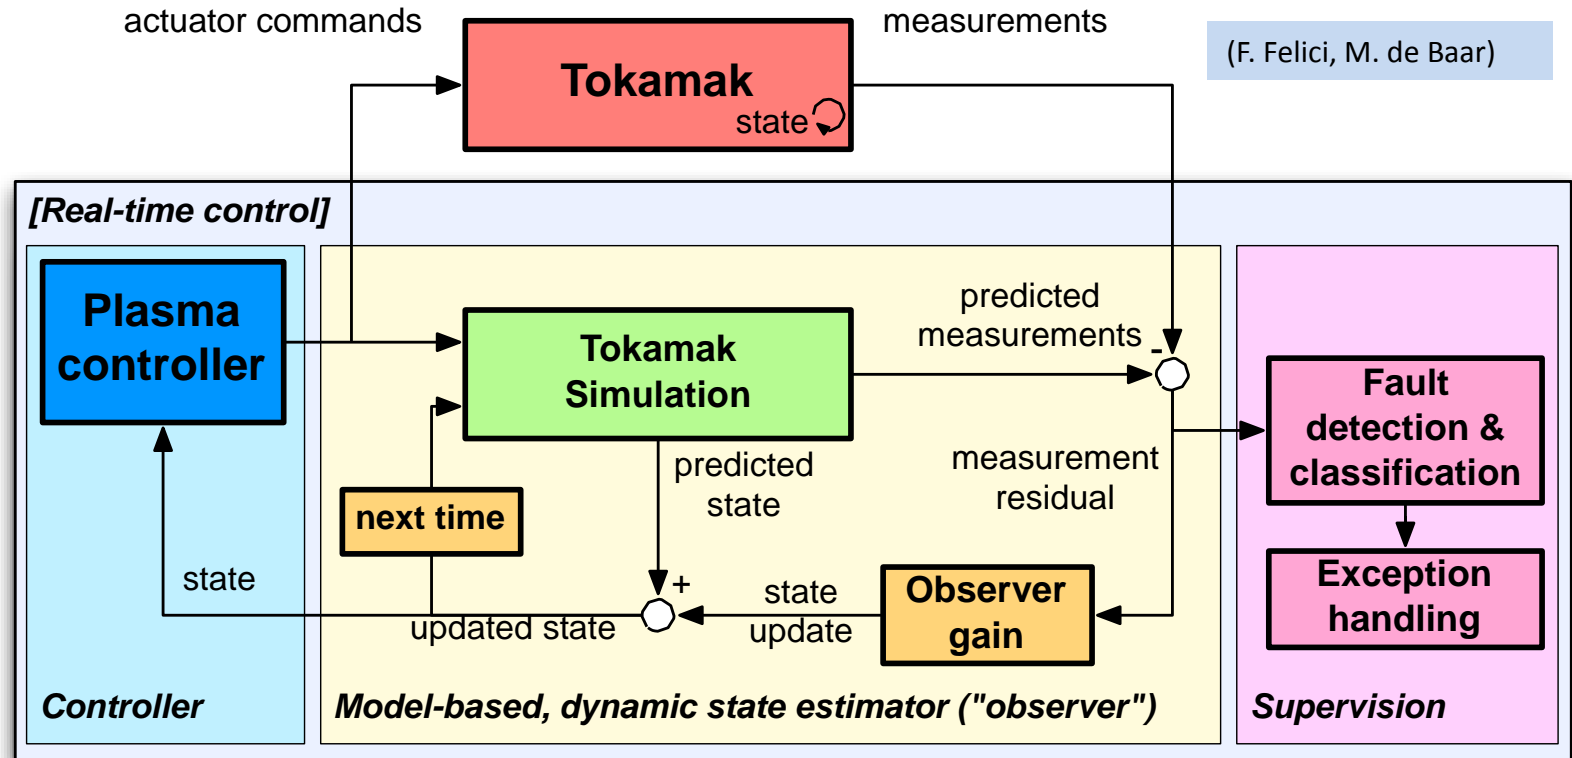 actuator commands
measurements
(F. Felici, M. de Baar)
Tokamak
state
[Real-time control]
Plasma
controller
Tokamak
Simulation
predicted
measurements
-
Fault
detection &
classification
predicted
state
measurement
residual
next time
Exception
handling
state
+
updated state
state
update
Observer
gain
Controller
Model-based, dynamic state estimator ("observer")
Supervision